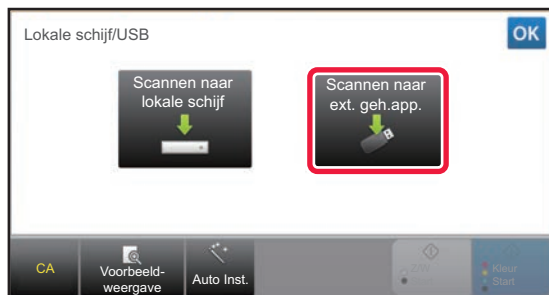 Lokale schijf/USB
OK
Scannen naar
lokale schijf
Scannen naar
ext. geh.app.
CA
Voorbeeld-
weergave
Auto Inst.
Z/W
Start
Kleur
Start